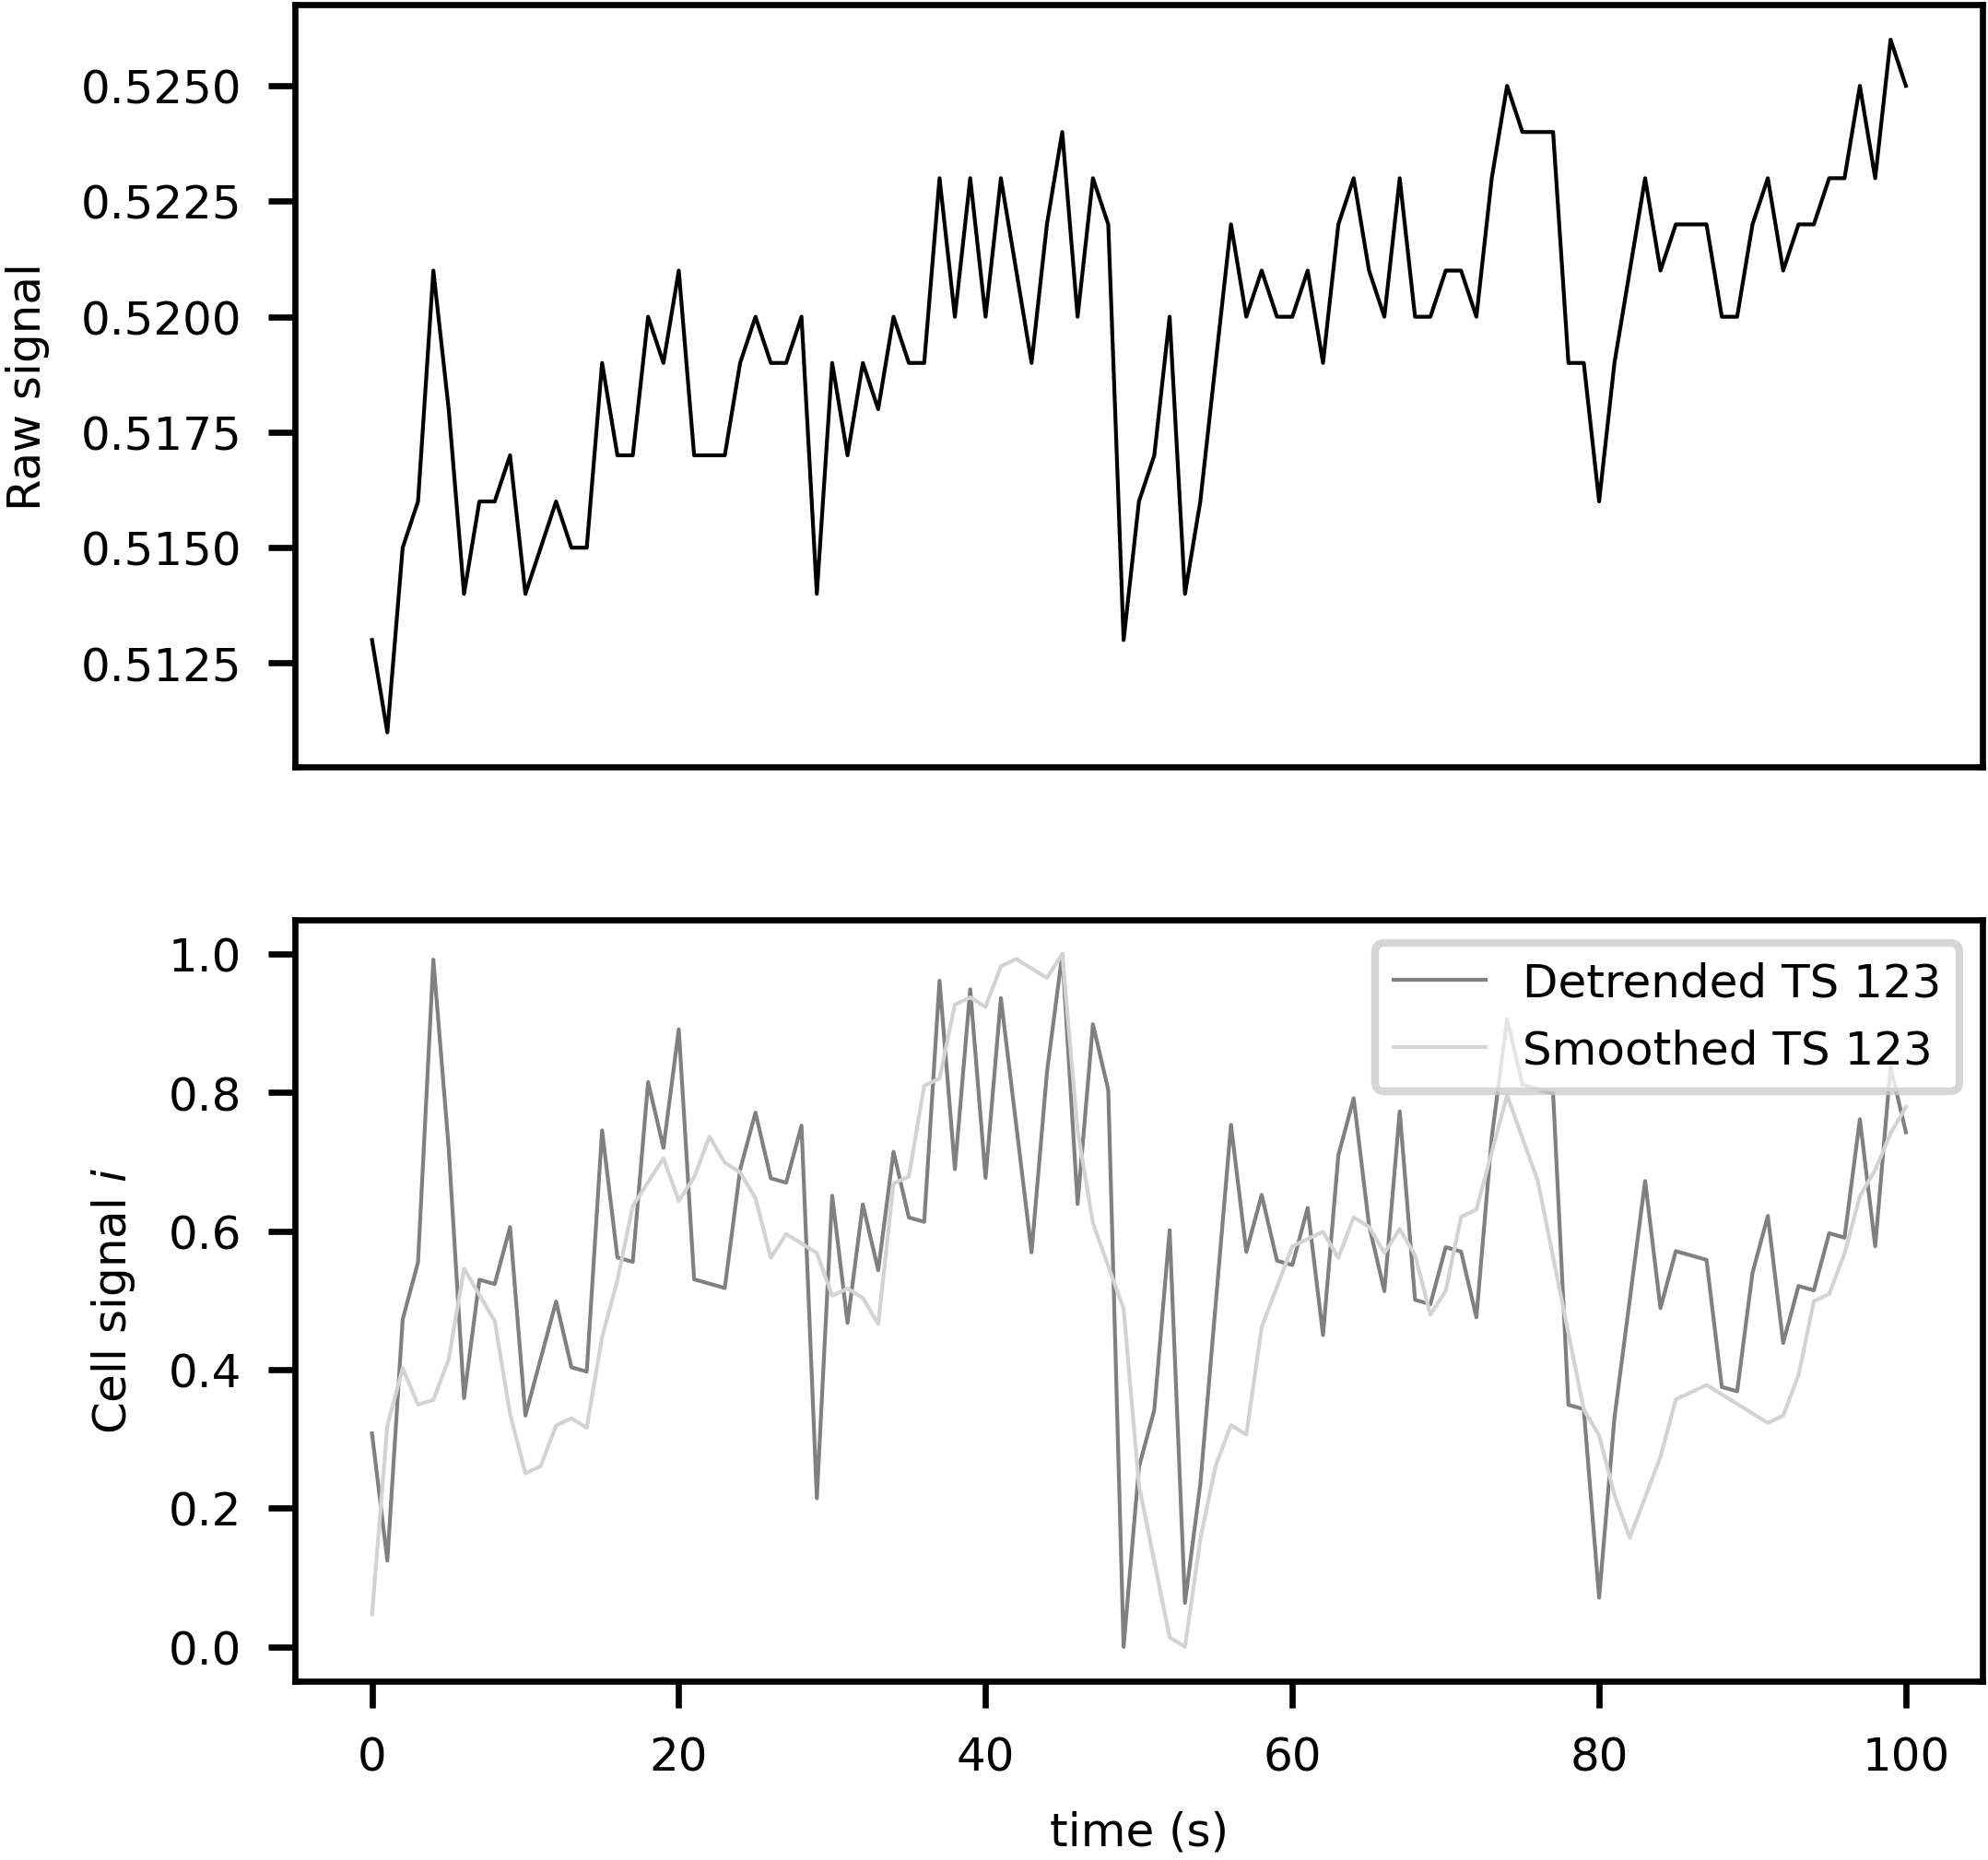 0.5250
0.5225
0.5200
0.5175
0.5150
0.5125
Raw signal
1.0
0.8
0.6
0.4
0.2
0.0
Cell signal i
Detrended TS 123
Smoothed TS 123
0 20 40 60 80 100
time (s)